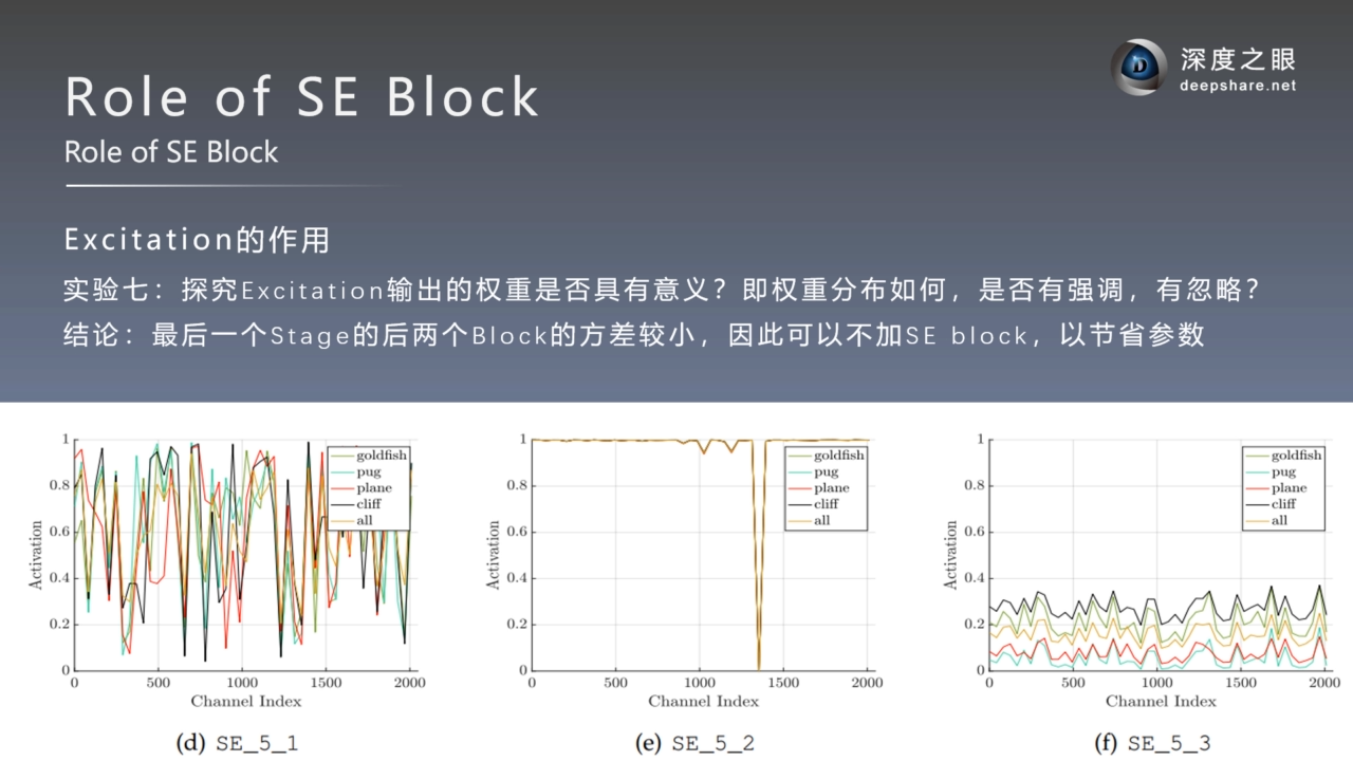 深度之眼
deepshare.net
Role of SE Block
Role of SE Block
Excitation的作用
实验七：探究Excitation输出的权重是否具有意义？即权重分布如何，是否有强调，有忽略？
结论：最后一个Stage的后两个Block的方差较小，因此可以不加SE block，以节省参数
1
0.8
0.6
0.4
0.2
0
Activation
0 500 1000 1500 2000
Channel Index
goldfish
pug
plane
cliff
all
(d) SE_5_1
1
0.8
0.6
0.4
0.2
0
Activation
0 500 1000 1500 2000
Channel Index
goldfish
pug
plane
cliff
all
(e) SE_5_2
1
0.8
0.6
0.4
0.2
0
Activation
0 500 1000 1500 2000
Channel Index
goldfish
pug
plane
cliff
all
(f) SE_5_3